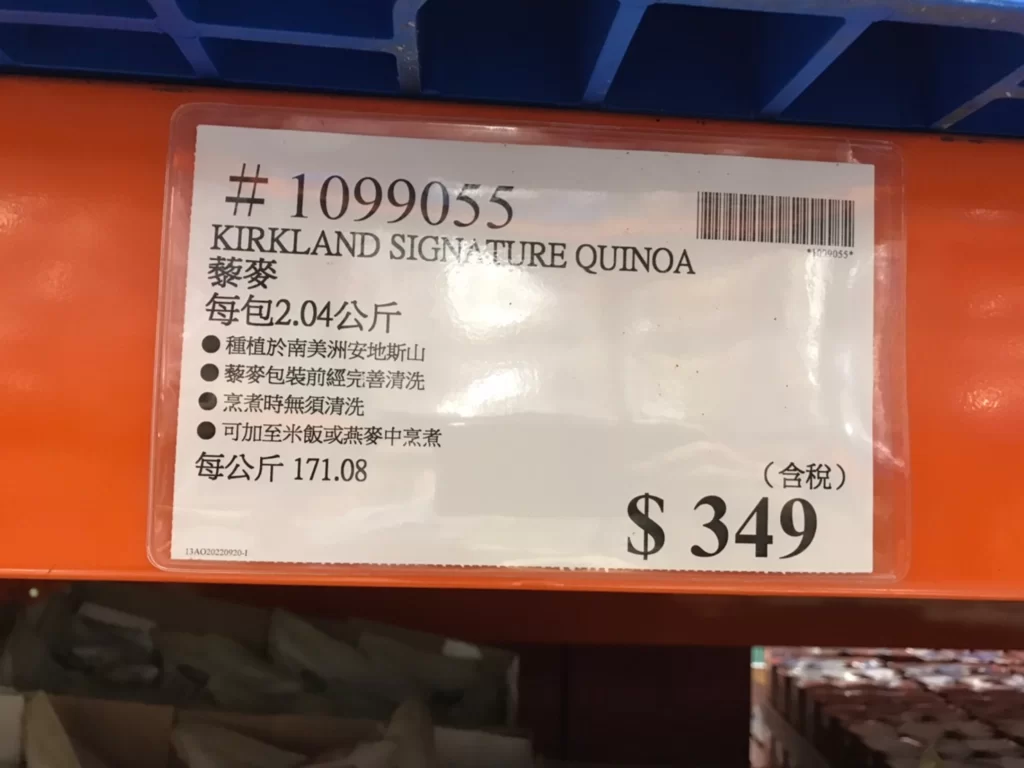 # 1099055
*1099055*
KIRKLAND SIGNATURE QUINOA
藜麥
每包2.04公斤
● 種植於南美洲安地斯山
● 藜麥包裝前經完善清洗
● 烹煮時無須清洗
● 可加至米飯或燕麥中烹煮
每公斤 171.08
（含稅）
$ 349
13AO20220920-I